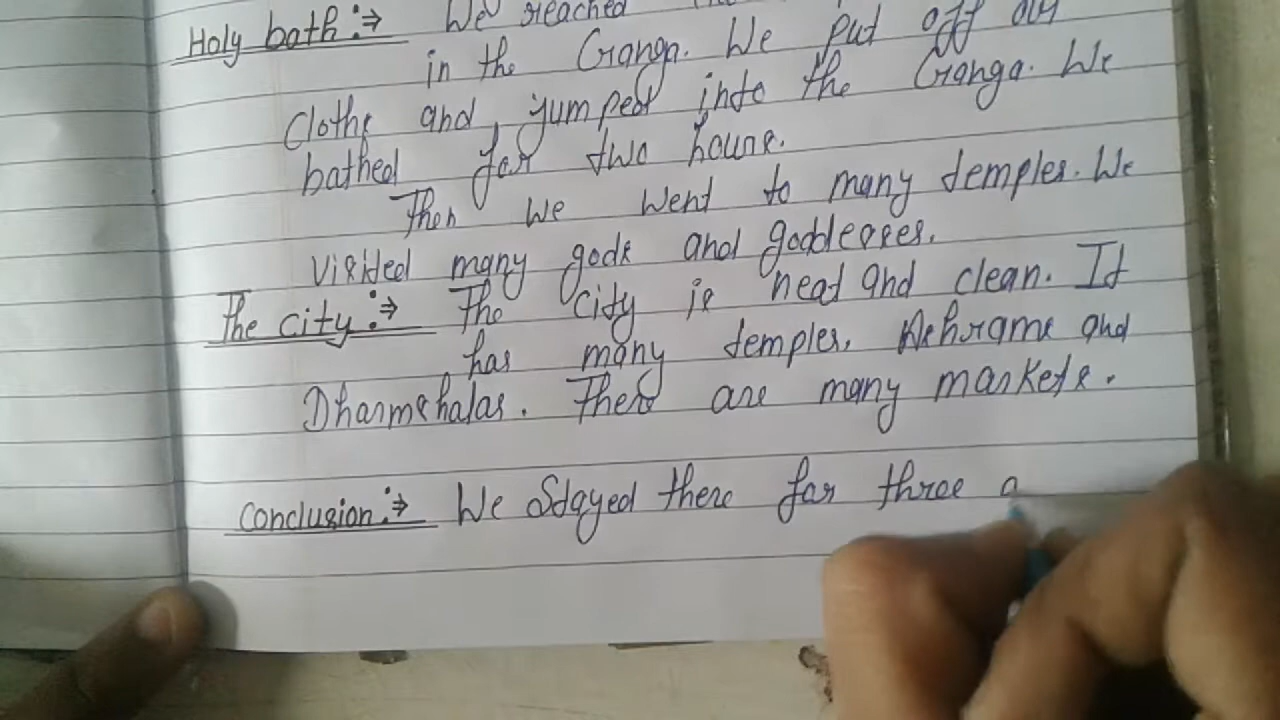 Holy bath :⇒ We reached
in the Ganga. We put off our
Clothes and jumped into the Ganga. We
bathed for two hours.
Then we went to many temples. We
Visited many gods and goddesses.
The city :⇒ The city is neat and clean. It
has many temples, Ashrams and
Dharmshalas. There are many markets.
Conclusion :⇒ We Stayed there for three